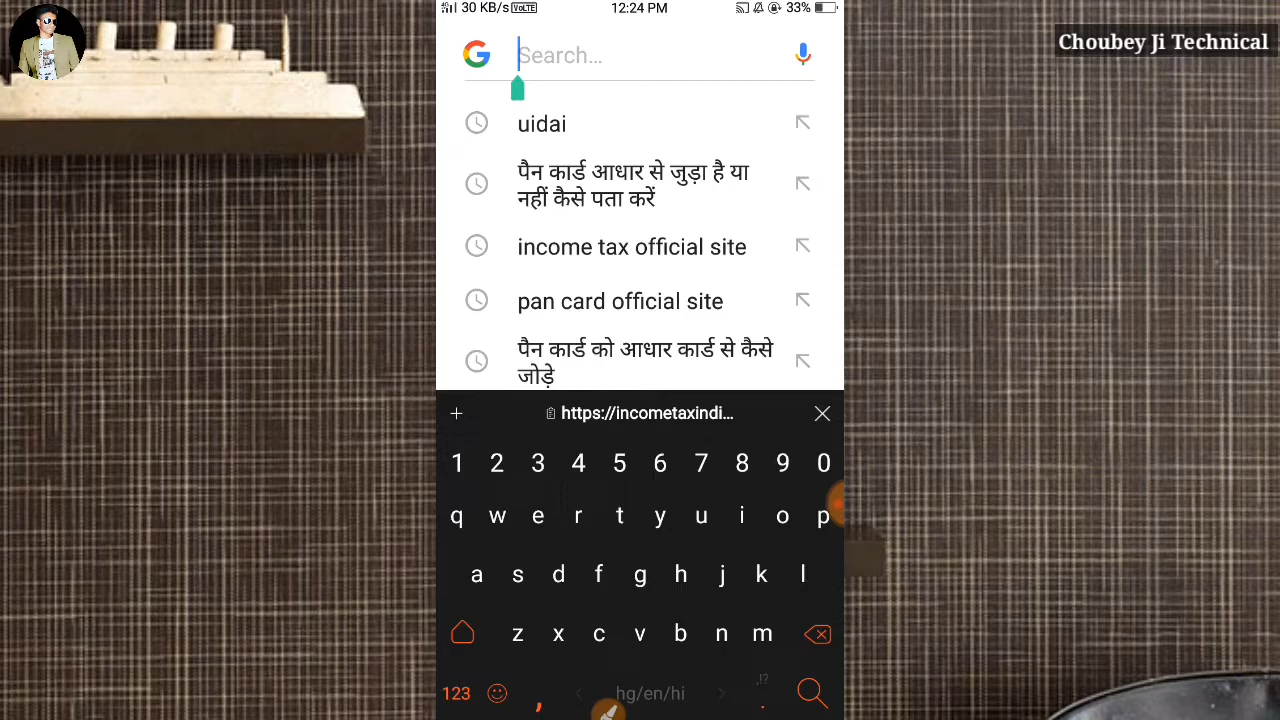 30 KB/s VoLTE 12:24 PM 33%
Choubey Ji Technical
Search...
uidai
पैन कार्ड आधार से जुड़ा है या
नहीं कैसे पता करें
income tax official site
pan card official site
पैन कार्ड को आधार कार्ड से कैसे
जोड़े
+ https://incometaxindi...
1 2 3 4 5 6 7 8 9 0
q w e r t y u i o p
a s d f g h j k l
z x c v b n m
,!?
123 , < hg/en/hi > .